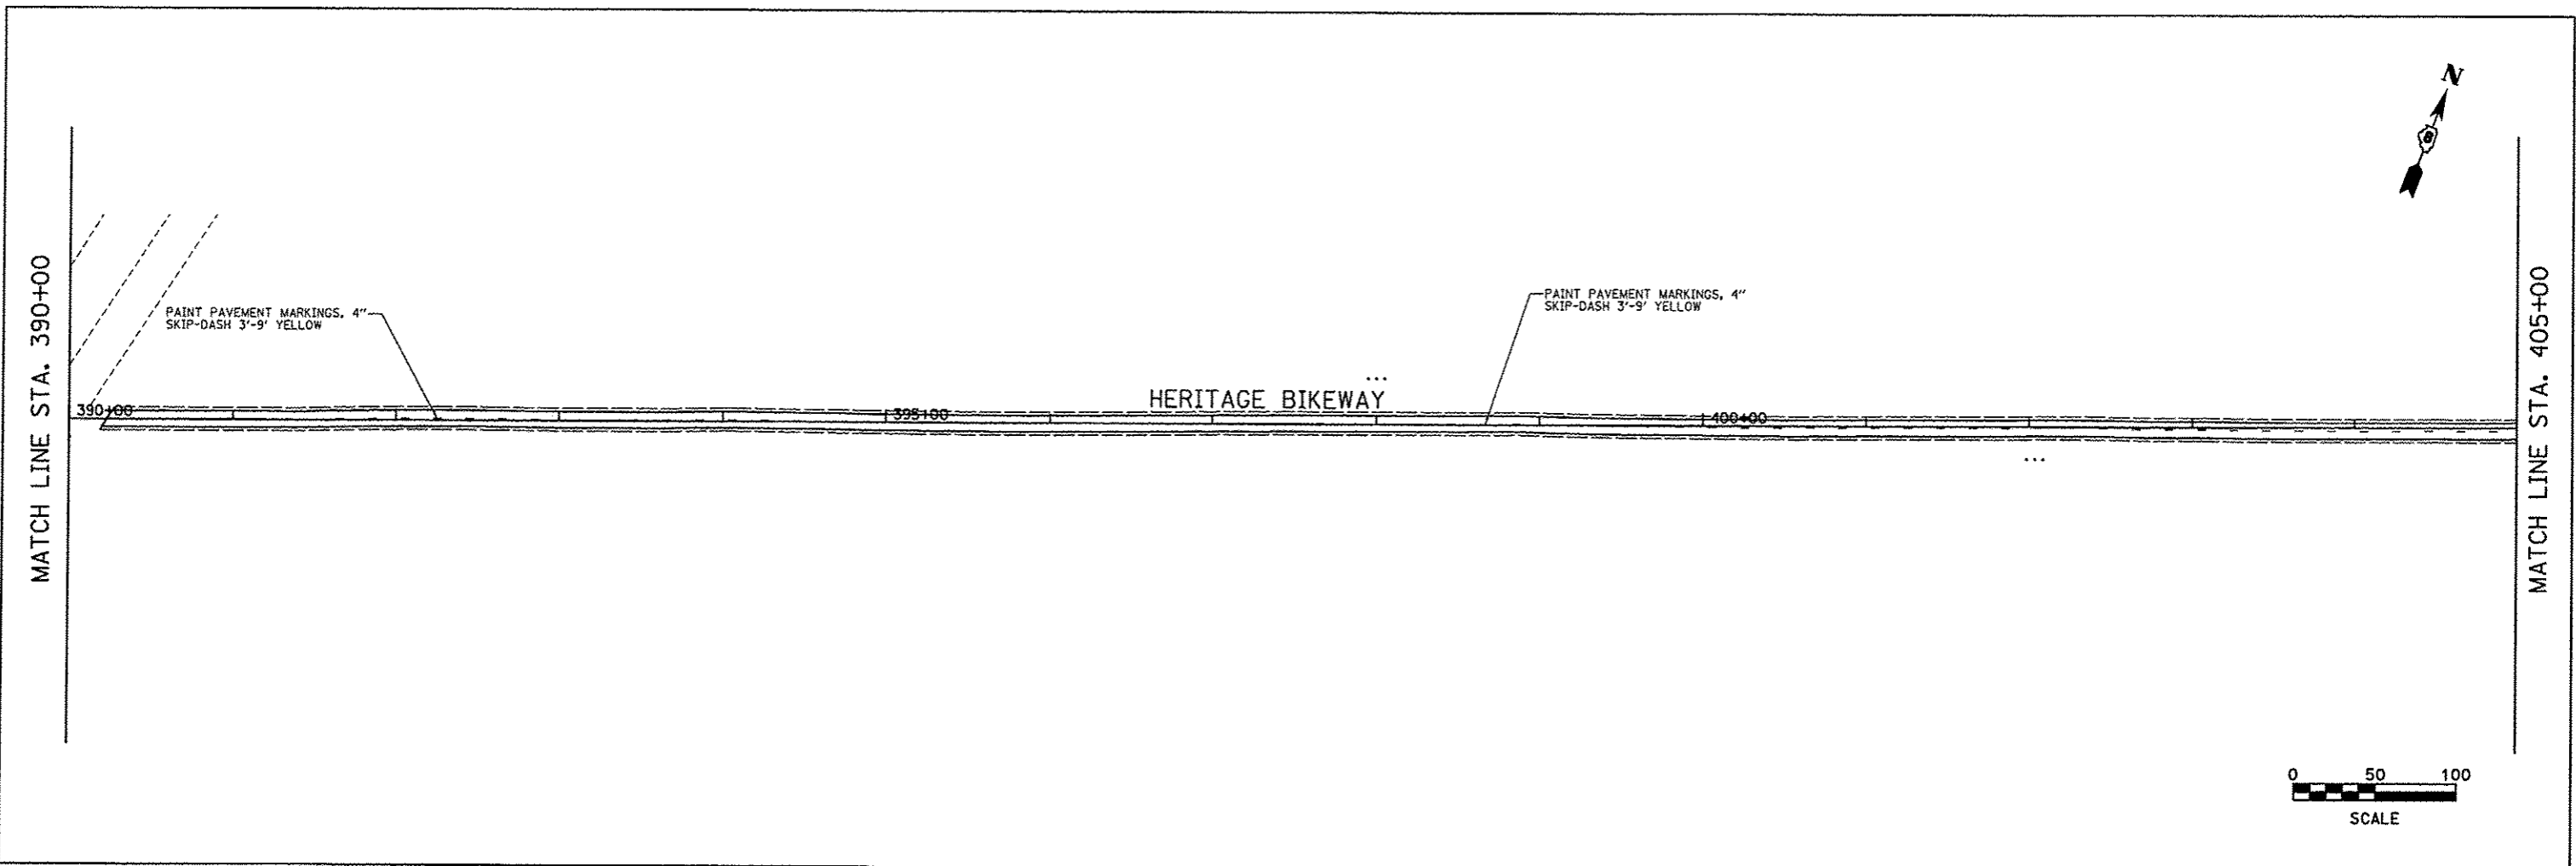 N
8
MATCH LINE STA. 390+00
PAINT PAVEMENT MARKINGS, 4"
SKIP-DASH 3'-9' YELLOW
PAINT PAVEMENT MARKINGS, 4"
SKIP-DASH 3'-9' YELLOW
HERITAGE BIKEWAY
390+00
395+00
400+00
MATCH LINE STA. 405+00
0 50 100
SCALE